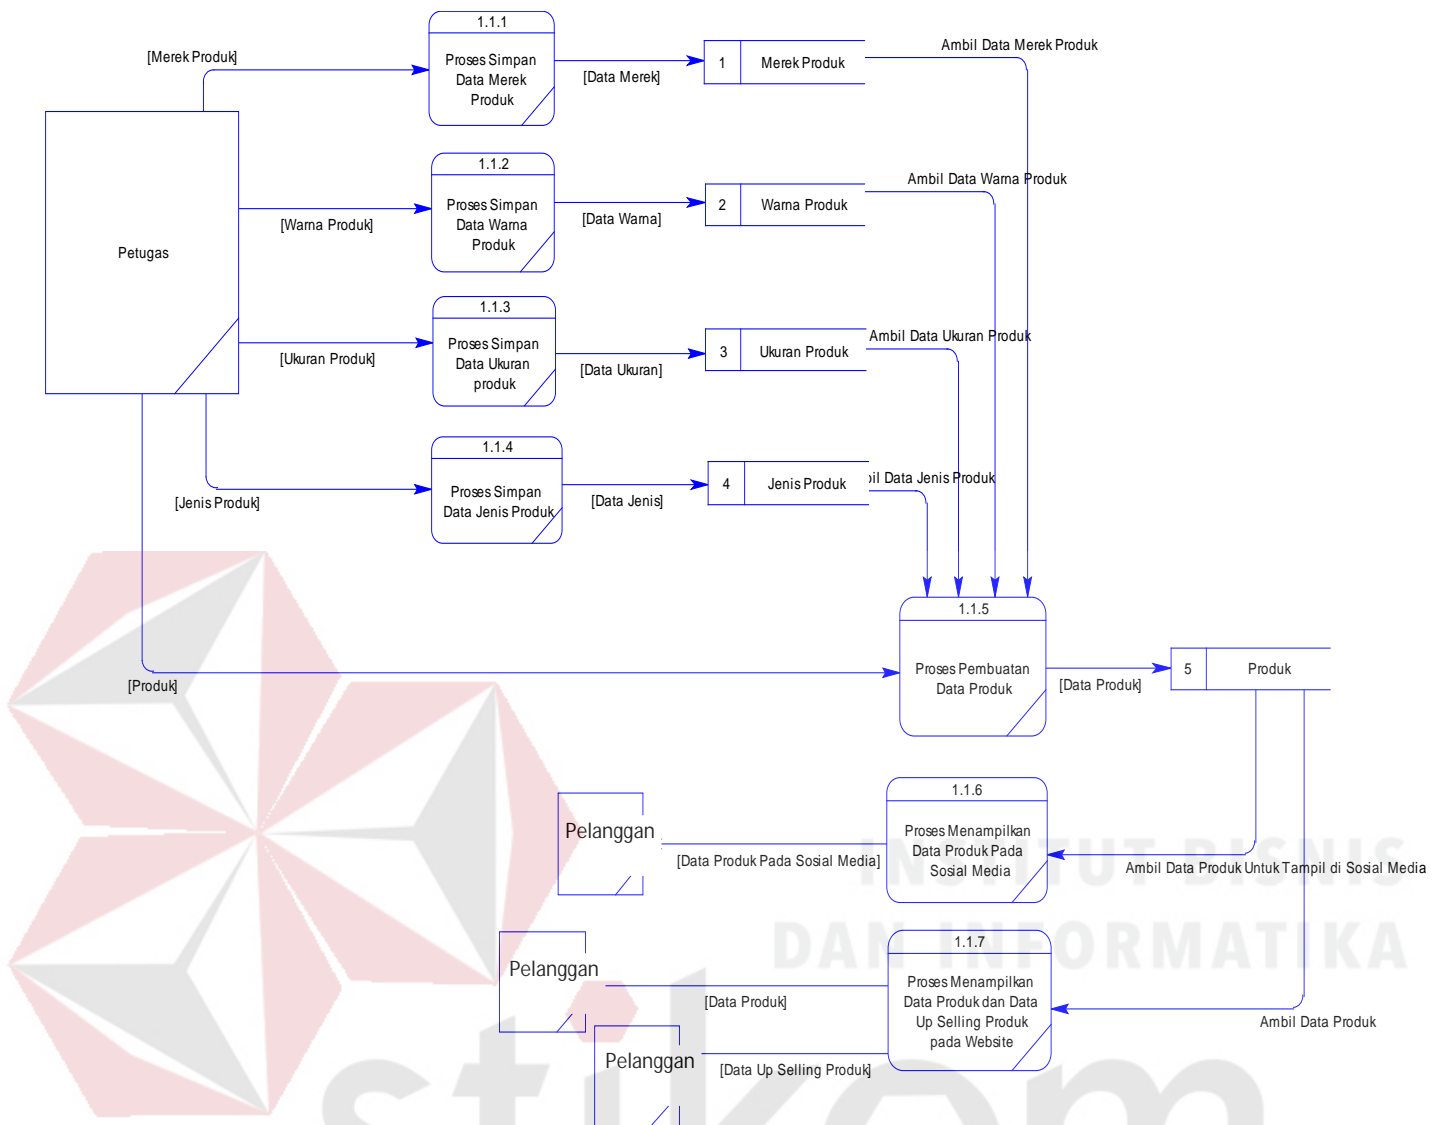 1.1.1
[Merek Produk]
Proses Simpan
Data Merek
Produk
[Data Merek]
1
Merek Produk
Ambil Data Merek Produk
Petugas
1.1.2
[Warna Produk]
Proses Simpan
Data Warna
Produk
[Data Warna]
2
Warna Produk
Ambil Data Warna Produk
1.1.3
[Ukuran Produk]
Proses Simpan
Data Ukuran
produk
[Data Ukuran]
3
Ukuran Produk
Ambil Data Ukuran Produk
1.1.4
[Jenis Produk]
Proses Simpan
Data Jenis Produk
[Data Jenis]
4
Jenis Produk
bil Data Jenis Produk
1.1.5
[Produk]
Proses Pembuatan
Data Produk
[Data Produk]
5
Produk
1.1.6
Pelanggan
[Data Produk Pada Sosial Media]
Proses Menampilkan
Data Produk Pada
Sosial Media
Ambil Data Produk Untuk Tampil di Sosial Media
INSTITUT BISNIS
DAN INFORMATIKA
1.1.7
Pelanggan
[Data Produk]
Proses Menampilkan
Data Produk dan Data
Up Selling Produk
pada Website
Ambil Data Produk
Pelanggan
[Data Up Selling Produk]
stikom